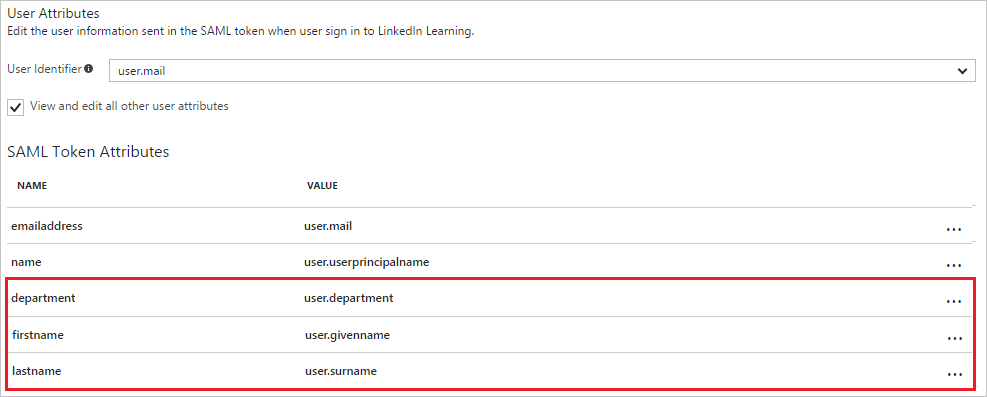 User Attributes
Edit the user information sent in the SAML token when user sign in to LinkedIn Learning.
User Identifier user.mail
View and edit all other user attributes
SAML Token Attributes
NAME VALUE
emailaddress user.mail ...
name user.userprincipalname ...
department user.department ...
firstname user.givenname ...
lastname user.surname ...